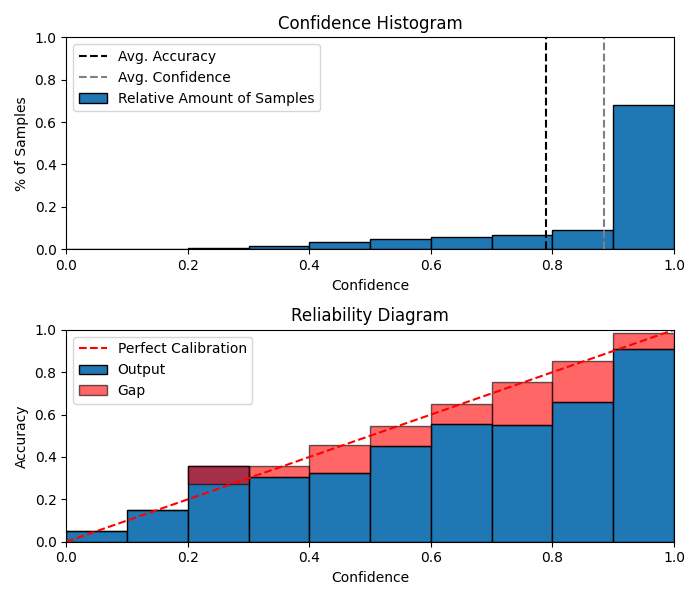 Confidence Histogram
1.0
0.8
0.6
0.4
0.2
0.0
% of Samples
Avg. Accuracy
Avg. Confidence
Relative Amount of Samples
0.0 0.2 0.4 0.6 0.8 1.0
Confidence
Reliability Diagram
1.0
0.8
0.6
0.4
0.2
0.0
Accuracy
Perfect Calibration
Output
Gap
0.0 0.2 0.4 0.6 0.8 1.0
Confidence